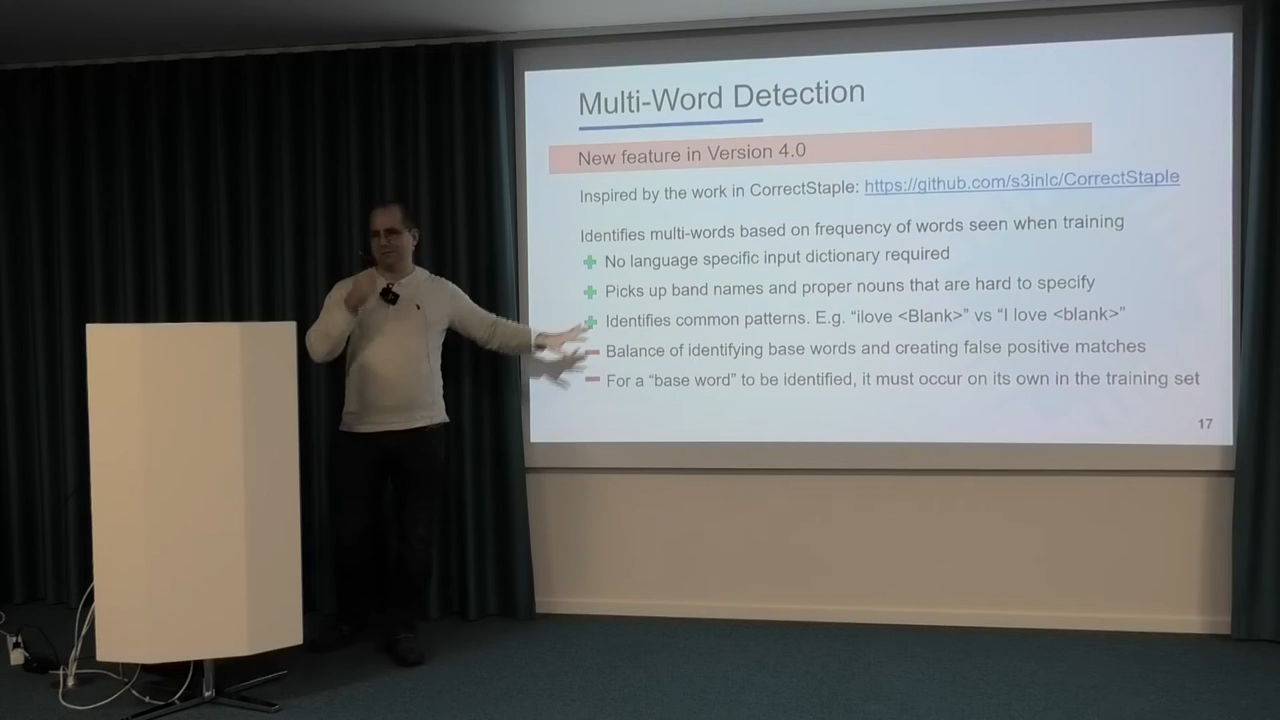 Multi-Word Detection
New feature in Version 4.0
Inspired by the work in CorrectStaple: https://github.com/s3inlc/CorrectStaple
Identifies multi-words based on frequency of words seen when training
No language specific input dictionary required
Picks up band names and proper nouns that are hard to specify
Identifies common patterns. E.g. “ilove <Blank>” vs “I love <blank>”
Balance of identifying base words and creating false positive matches
For a “base word” to be identified, it must occur on its own in the training set
17